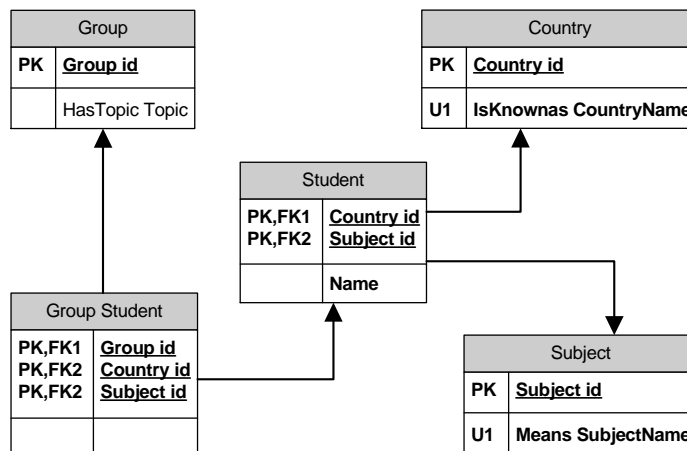 Group
PK Group id
HasTopic Topic
Country
PK Country id
U1 IsKnownas CountryName
Student
PK,FK1 Country id
PK,FK2 Subject id
Name
Group Student
PK,FK1 Group id
PK,FK2 Country id
PK,FK2 Subject id
Subject
PK Subject id
U1 Means SubjectName